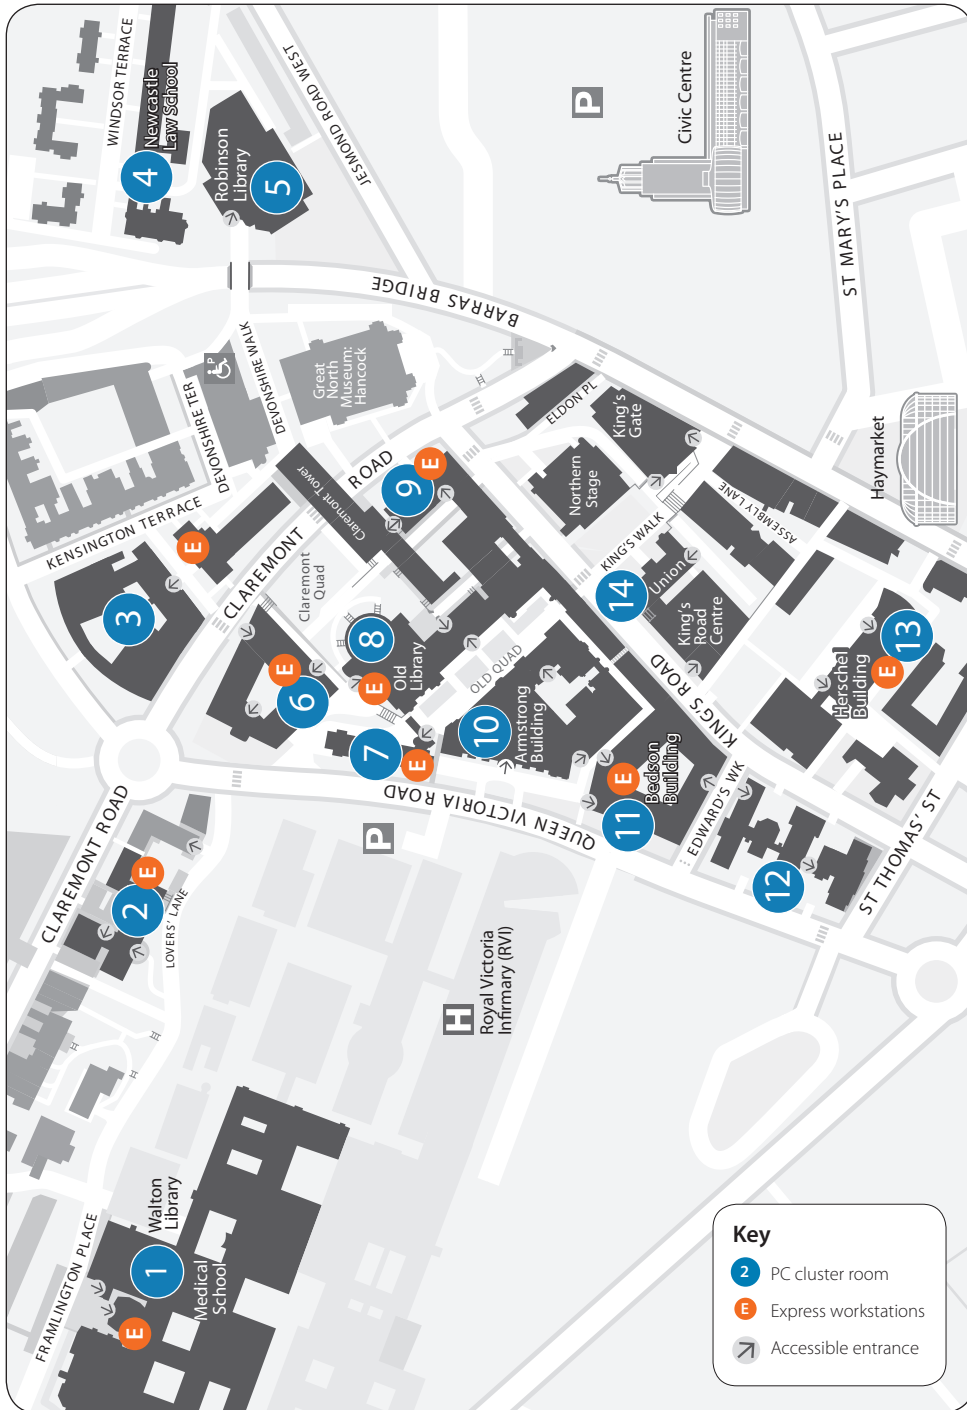 WINDSOR TERRACE
Newcastle
Law School
4
Robinson
Library
5
JESMOND ROAD WEST
P
Civic Centre
ST MARY'S PLACE
BARRAS BRIDGE
P
DEVONSHIRE WALK
DEVONSHIRE TER
Great
North
Museum:
Hancock
KENSINGTON TERRACE
E
3
CLAREMONT
ROAD
Claremont Tower
Claremont
Quad
9
E
ELDON PL
King's
Gate
Northern
Stage
KING'S WALK
ASSEMBLY LANE
Haymarket
14
Union
King's
Road
Centre
KING'S ROAD
8
Old
Library
E
OLD QUAD
6
E
7
E
10
Armstrong
Building
QUEEN VICTORIA ROAD
E
Bedson
Building
11
EDWARD'S WK
Herschel
Building
13
E
12
ST THOMAS' ST
CLAREMONT ROAD
2
E
LOVERS' LANE
P
H
Royal Victoria
Infirmary (RVI)
FRAMLINGTON PLACE
Walton
Library
1
Medical
School
E
Key
2 PC cluster room
E Express workstations
Accessible entrance